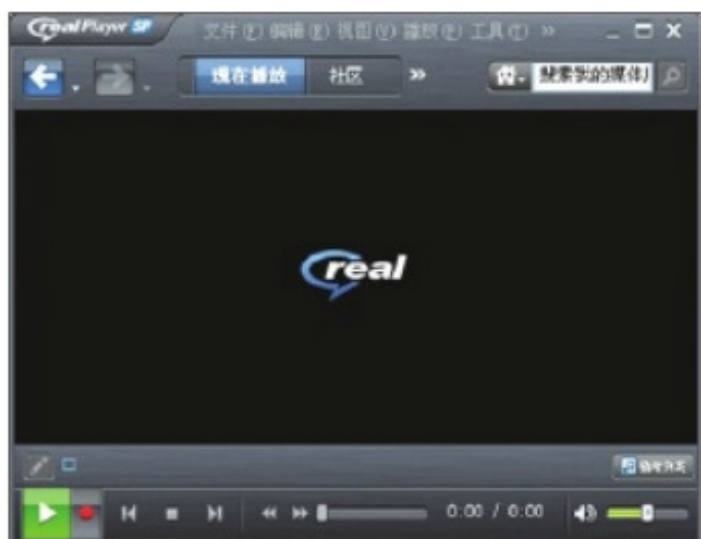 realPlayer SP 文件(F) 编辑(E) 视图(V) 播放(P) 工具(T) »
现在播放 社区 » 搜索我的媒体
real
0:00 / 0:00